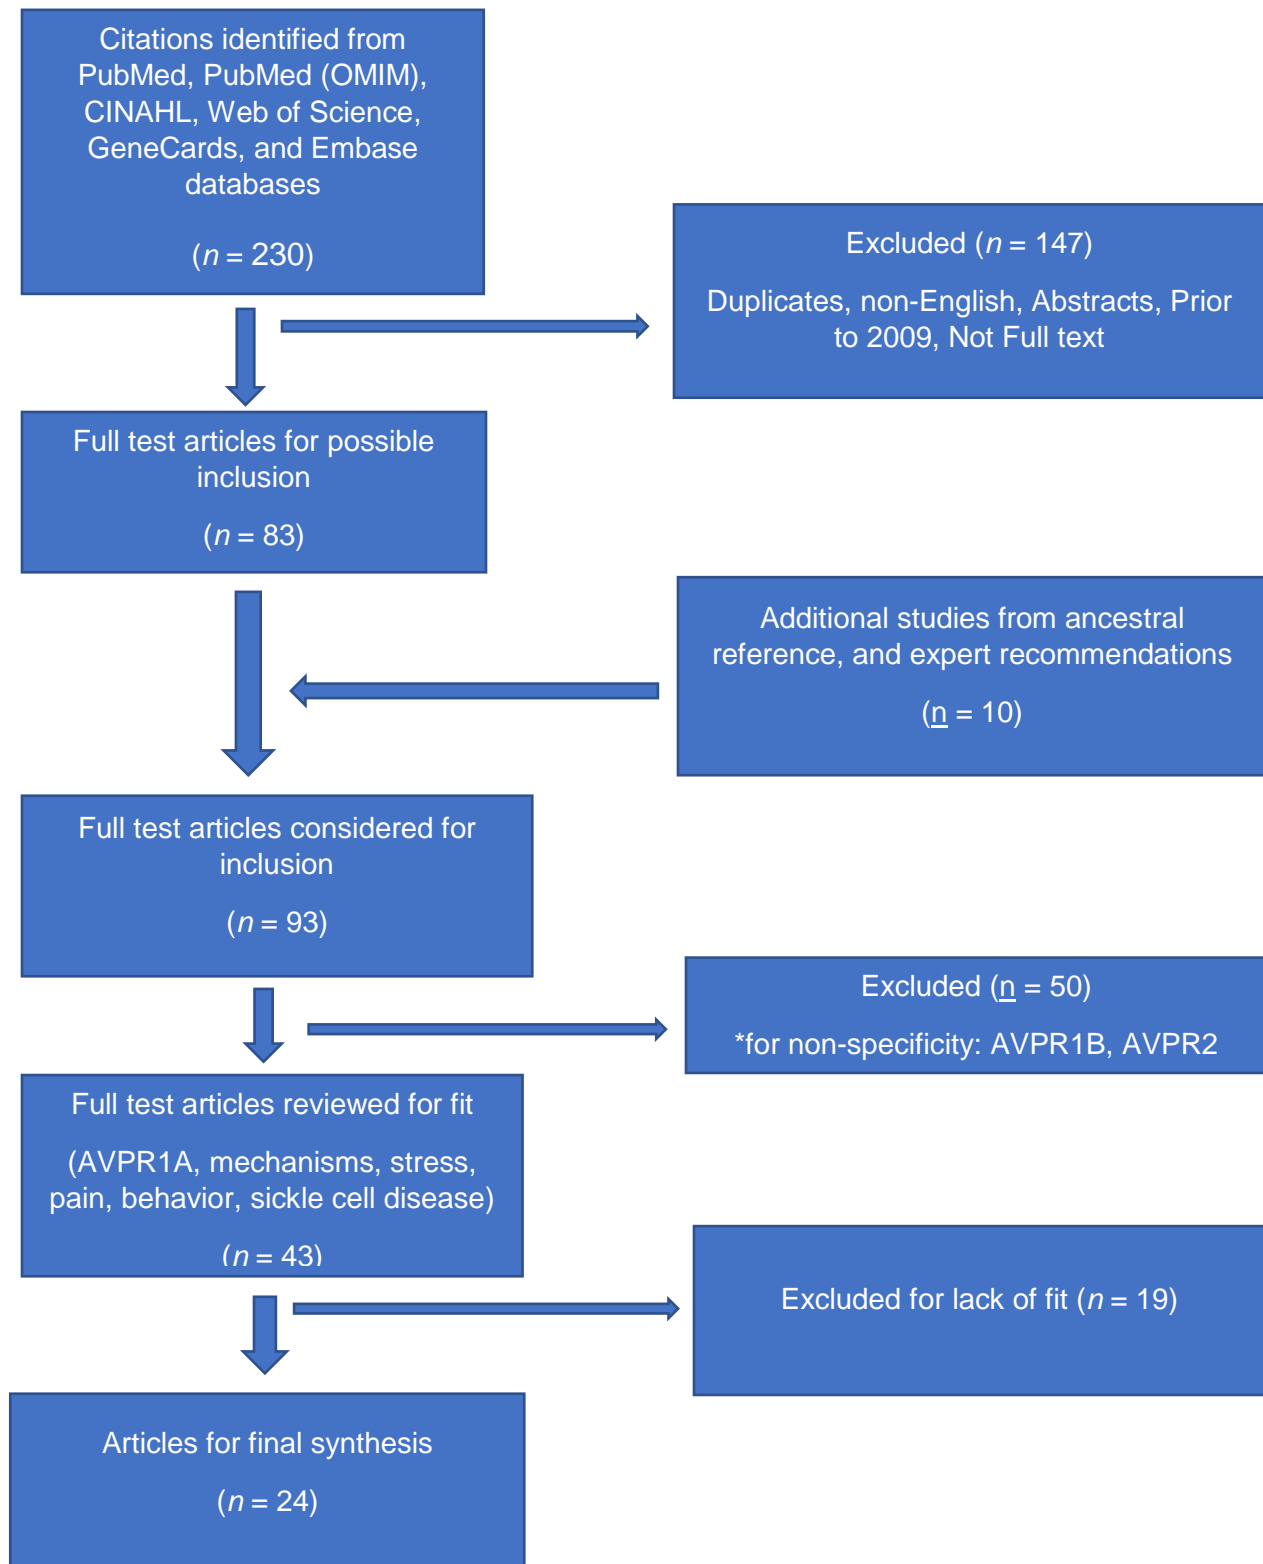 Citations identified from
PubMed, PubMed (OMIM),
CINAHL, Web of Science,
GeneCards, and Embase
databases
(n = 230)
Excluded (n = 147)
Duplicates, non-English, Abstracts, Prior
to 2009, Not Full text
Full test articles for possible
inclusion
(n = 83)
Additional studies from ancestral
reference, and expert recommendations
(n = 10)
Full test articles considered for
inclusion
(n = 93)
Excluded (n = 50)
*for non-specificity: AVPR1B, AVPR2
Full test articles reviewed for fit
(AVPR1A, mechanisms, stress,
pain, behavior, sickle cell disease)
(n = 43)
Excluded for lack of fit (n = 19)
Articles for final synthesis
(n = 24)